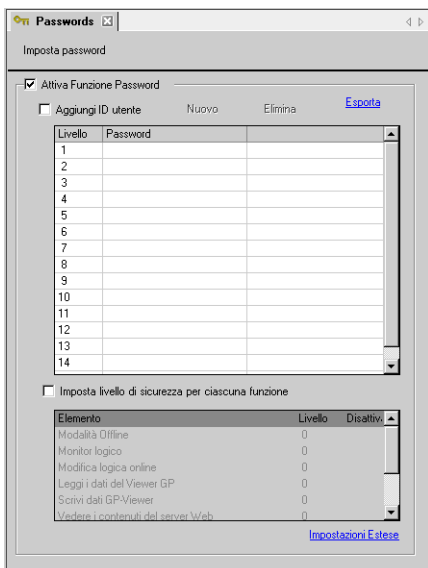 Passwords
Imposta password
Attiva Funzione Password
Aggiungi ID utente Nuovo Elimina Esporta
Livello Password
1
2
3
4
5
6
7
8
9
10
11
12
13
14
Imposta livello di sicurezza per ciascuna funzione
Elemento Livello Disattiv.
Modalità Offline 0
Monitor logico 0
Modifica logica online 0
Leggi i dati del Viewer GP 0
Scrivi dati GP-Viewer 0
Vedere i contenuti del server Web 0
Impostazioni Estese